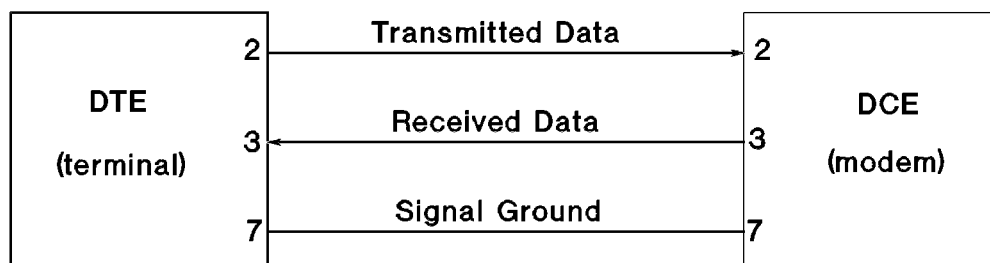 Transmitted Data
2 2
DTE
(terminal)
Received Data
3 3
DCE
(modem)
Signal Ground
7 7